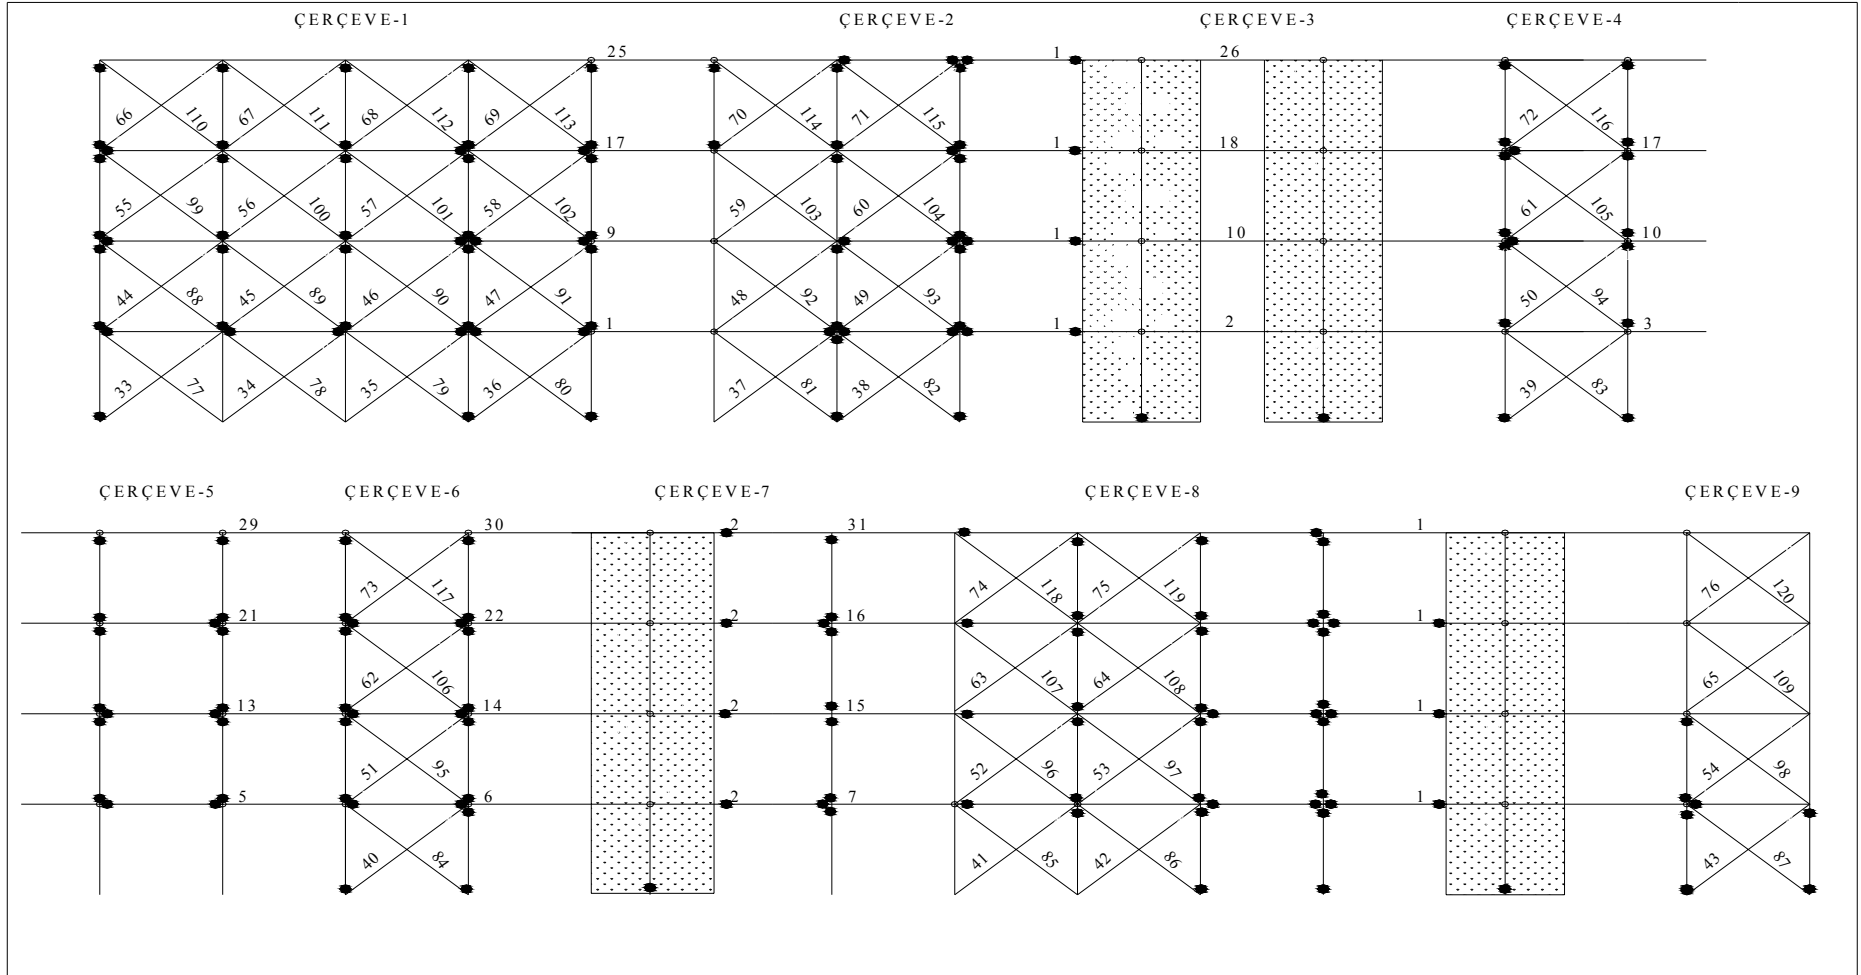 ÇERÇEVE-1 ÇERÇEVE-2 ÇERÇEVE-3 ÇERÇEVE-4
25 1 26
66 110 67 111 68 112 69 113 70 114 71 115 72 116
17 1 18 17
55 99 56 100 57 101 58 102 59 103 60 104 61 105
9 1 10 10
44 88 45 89 46 90 47 91 48 92 49 93 50 94
1 1 2 3
33 77 34 78 35 79 36 80 37 81 38 82 39 83
ÇERÇEVE-5 ÇERÇEVE-6 ÇERÇEVE-7 ÇERÇEVE-8 ÇERÇEVE-9
29 30 2 31 1
73 117 74 118 75 119 76 120
21 22 2 16 1
62 106 63 107 64 108 65 109
13 14 2 15 1
51 95 52 96 53 97 54 98
5 6 2 7 1
40 84 41 85 42 86 43 87